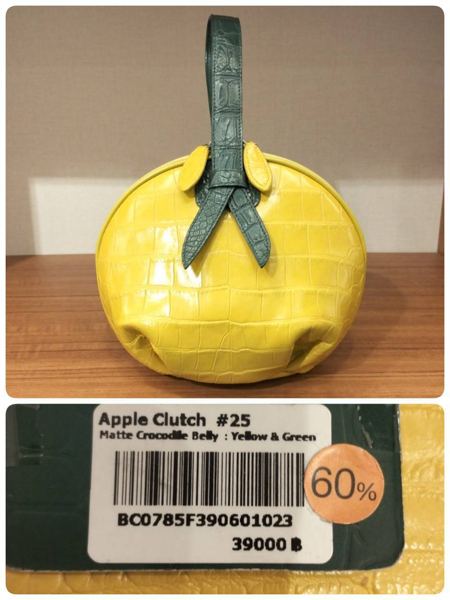 Apple Clutch #25
Matte Crocodile Belly : Yellow & Green
60%
BC0785F390601023
39000 ฿